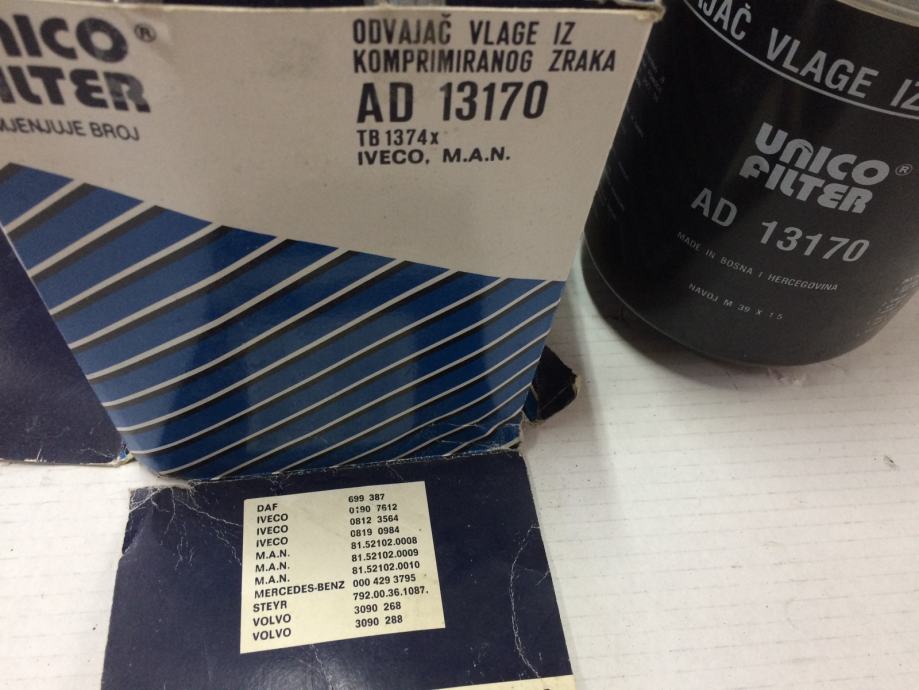 UNICO®
FILTER
MJENJUJE BROJ
ODVAJAČ VLAGE IZ
KOMPRIMIRANOG ZRAKA
AD 13170
TB 1374x
IVECO, M.A.N.
JAČ VLAGE IZ
UNICO®
FILTER
AD 13170
MADE IN BOSNA I HERCEGOVINA
NAVOJ M 39 X 1 5
DAF 699 387
IVECO 0190 7612
IVECO 0812 3564
IVECO 0819 0984
M.A.N. 81.52102.0008
M.A.N. 81.52102.0009
M.A.N. 81.52102.0010
MERCEDES-BENZ 000 429 3795
STEYR 792.00.36.1087.
VOLVO 3090 268
VOLVO 3090 288